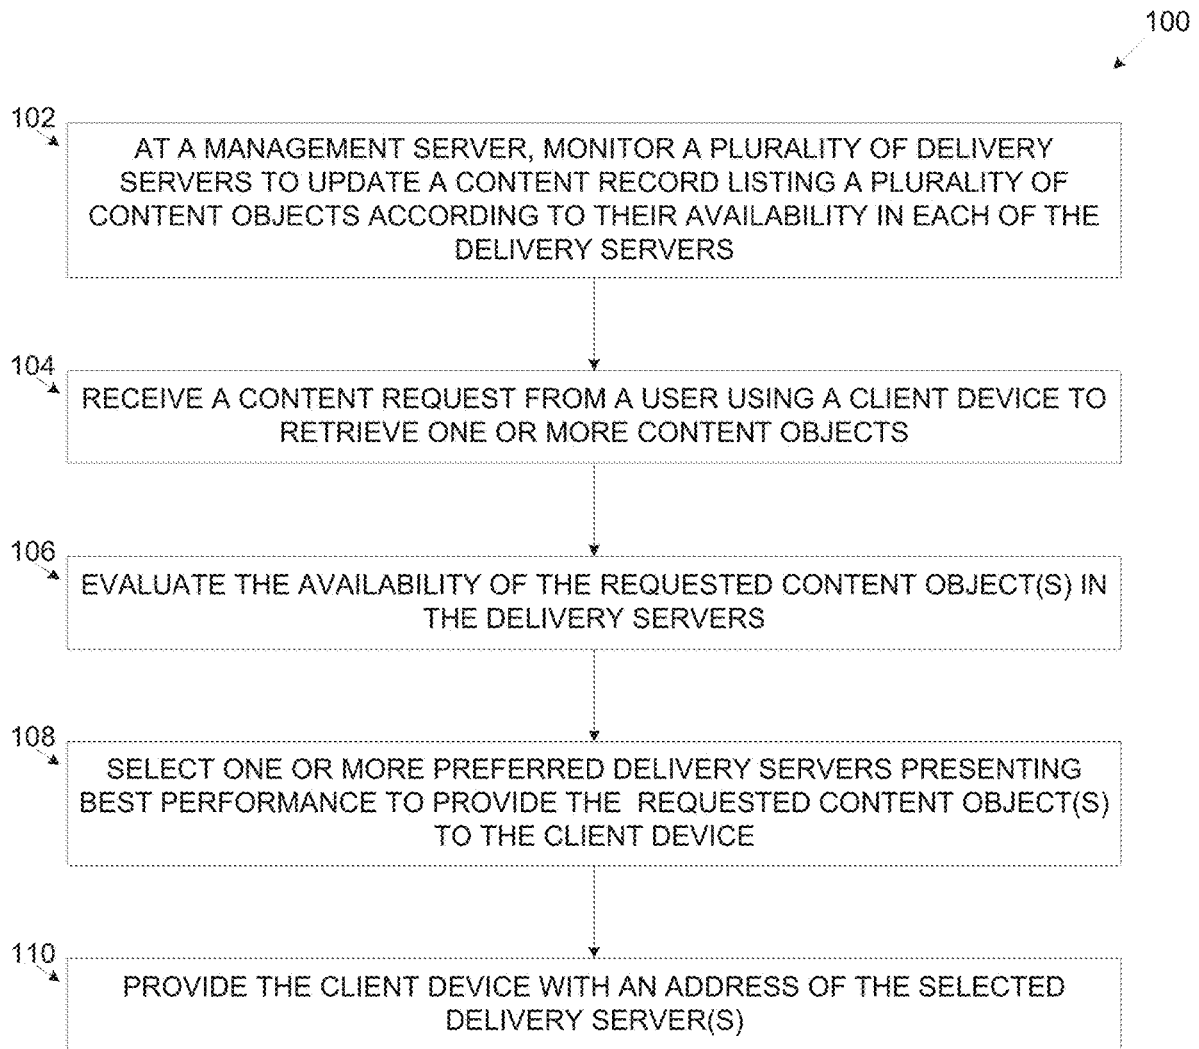 100
102
AT A MANAGEMENT SERVER, MONITOR A PLURALITY OF DELIVERY
SERVERS TO UPDATE A CONTENT RECORD LISTING A PLURALITY OF
CONTENT OBJECTS ACCORDING TO THEIR AVAILABILITY IN EACH OF THE
DELIVERY SERVERS
104
RECEIVE A CONTENT REQUEST FROM A USER USING A CLIENT DEVICE TO
RETRIEVE ONE OR MORE CONTENT OBJECTS
106
EVALUATE THE AVAILABILITY OF THE REQUESTED CONTENT OBJECT(S) IN
THE DELIVERY SERVERS
108
SELECT ONE OR MORE PREFERRED DELIVERY SERVERS PRESENTING
BEST PERFORMANCE TO PROVIDE THE REQUESTED CONTENT OBJECT(S)
TO THE CLIENT DEVICE
110
PROVIDE THE CLIENT DEVICE WITH AN ADDRESS OF THE SELECTED
DELIVERY SERVER(S)